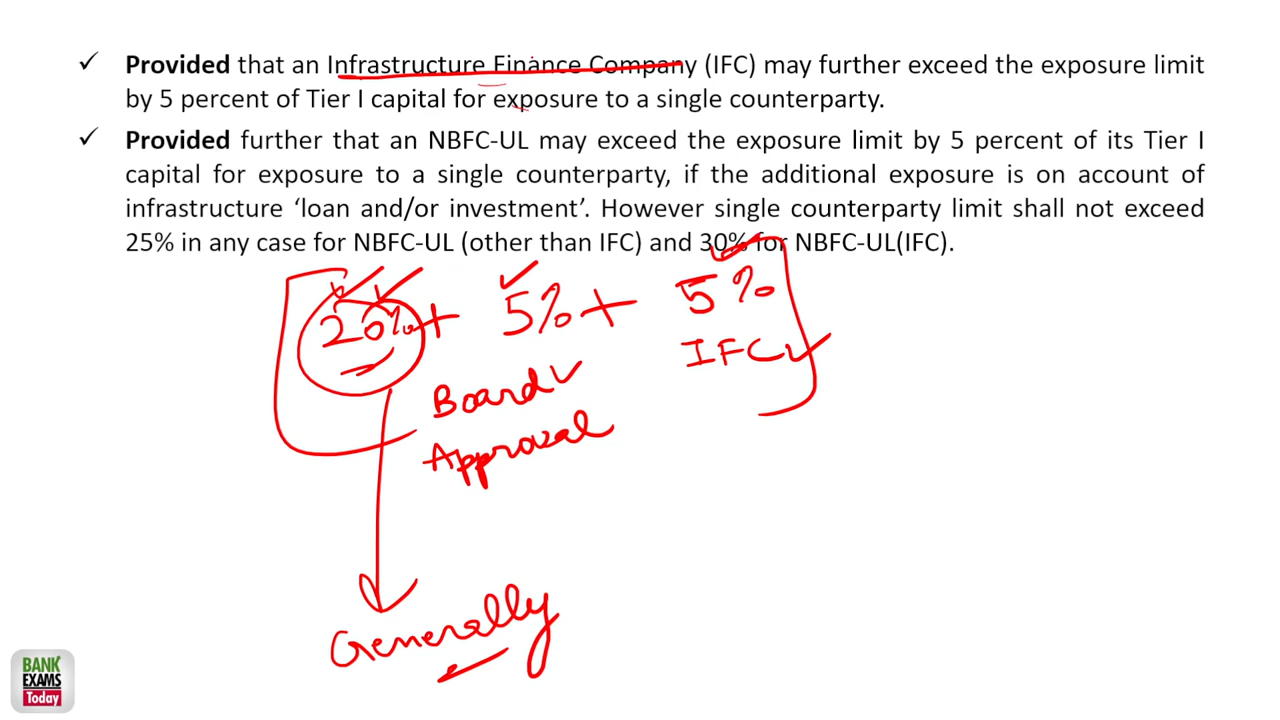 ✓ Provided that an Infrastructure Finance Company (IFC) may further exceed the exposure limit
by 5 percent of Tier I capital for exposure to a single counterparty.
✓ Provided further that an NBFC-UL may exceed the exposure limit by 5 percent of its Tier I
capital for exposure to a single counterparty, if the additional exposure is on account of
infrastructure ‘loan and/or investment’. However single counterparty limit shall not exceed
25% in any case for NBFC-UL (other than IFC) and 30% for NBFC-UL(IFC).
20% + 5% + 5%
IFC
Board
Approval
Generally
BANK
EXAMS
Today